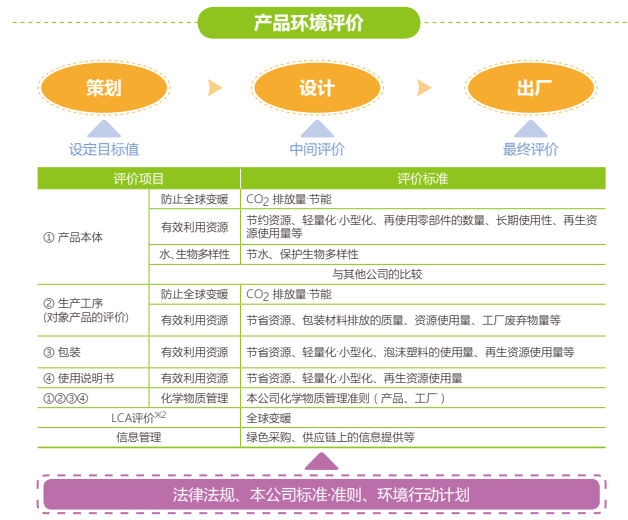 产品环境评价
策划
设计
出厂
设定目标值
中间评价
最终评价
评价项目
评价标准
① 产品本体
防止全球变暖
CO2 排放量·节能
有效利用资源
节约资源、轻量化·小型化、再使用零部件的数量、长期使用性、再生资
源使用量等
水、生物多样性
节水、保护生物多样性
与其他公司的比较
② 生产工序
(对象产品的评价)
防止全球变暖
CO2 排放量·节能
有效利用资源
节省资源、包装材料排放的质量、资源使用量、工厂废弃物量等
③ 包装
有效利用资源
节省资源、轻量化·小型化、泡沫塑料的使用量、再生资源使用量等
④ 使用说明书
有效利用资源
节省资源、轻量化·小型化、再生资源使用量
①②③④
化学物质管理
本公司化学物质管理准则（产品、工厂）
LCA评价※2
全球变暖
信息管理
绿色采购、供应链上的信息提供等
法律法规、本公司标准·准则、环境行动计划